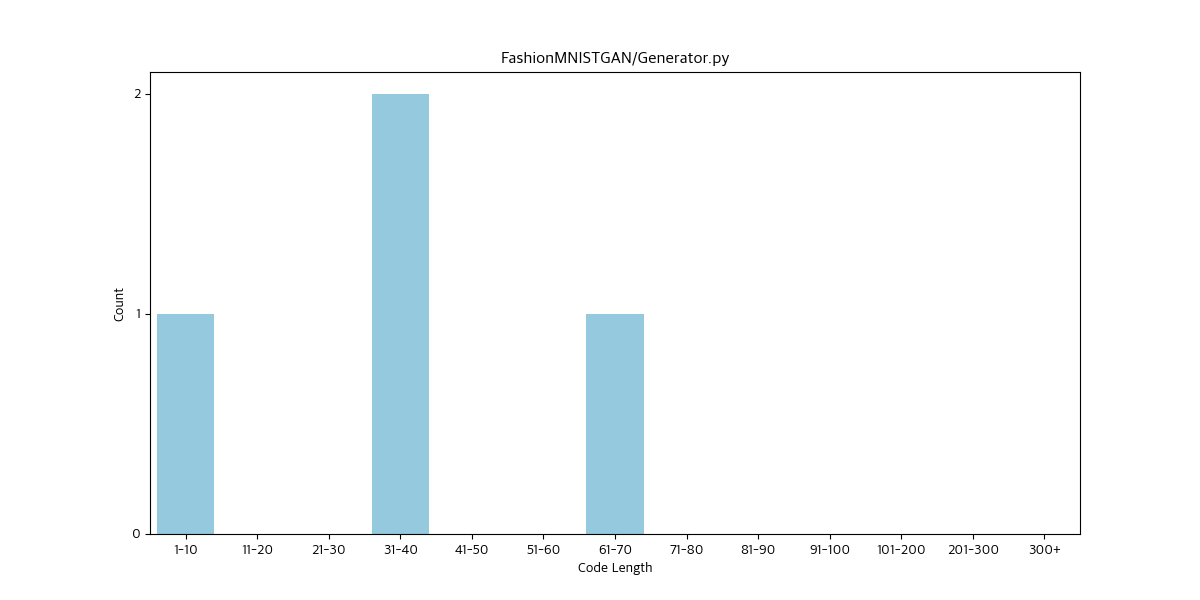 FashionMNISTGAN/Generator.py
2
1
0
Count
1-10 11-20 21-30 31-40 41-50 51-60 61-70 71-80 81-90 91-100 101-200 201-300 300+
Code Length